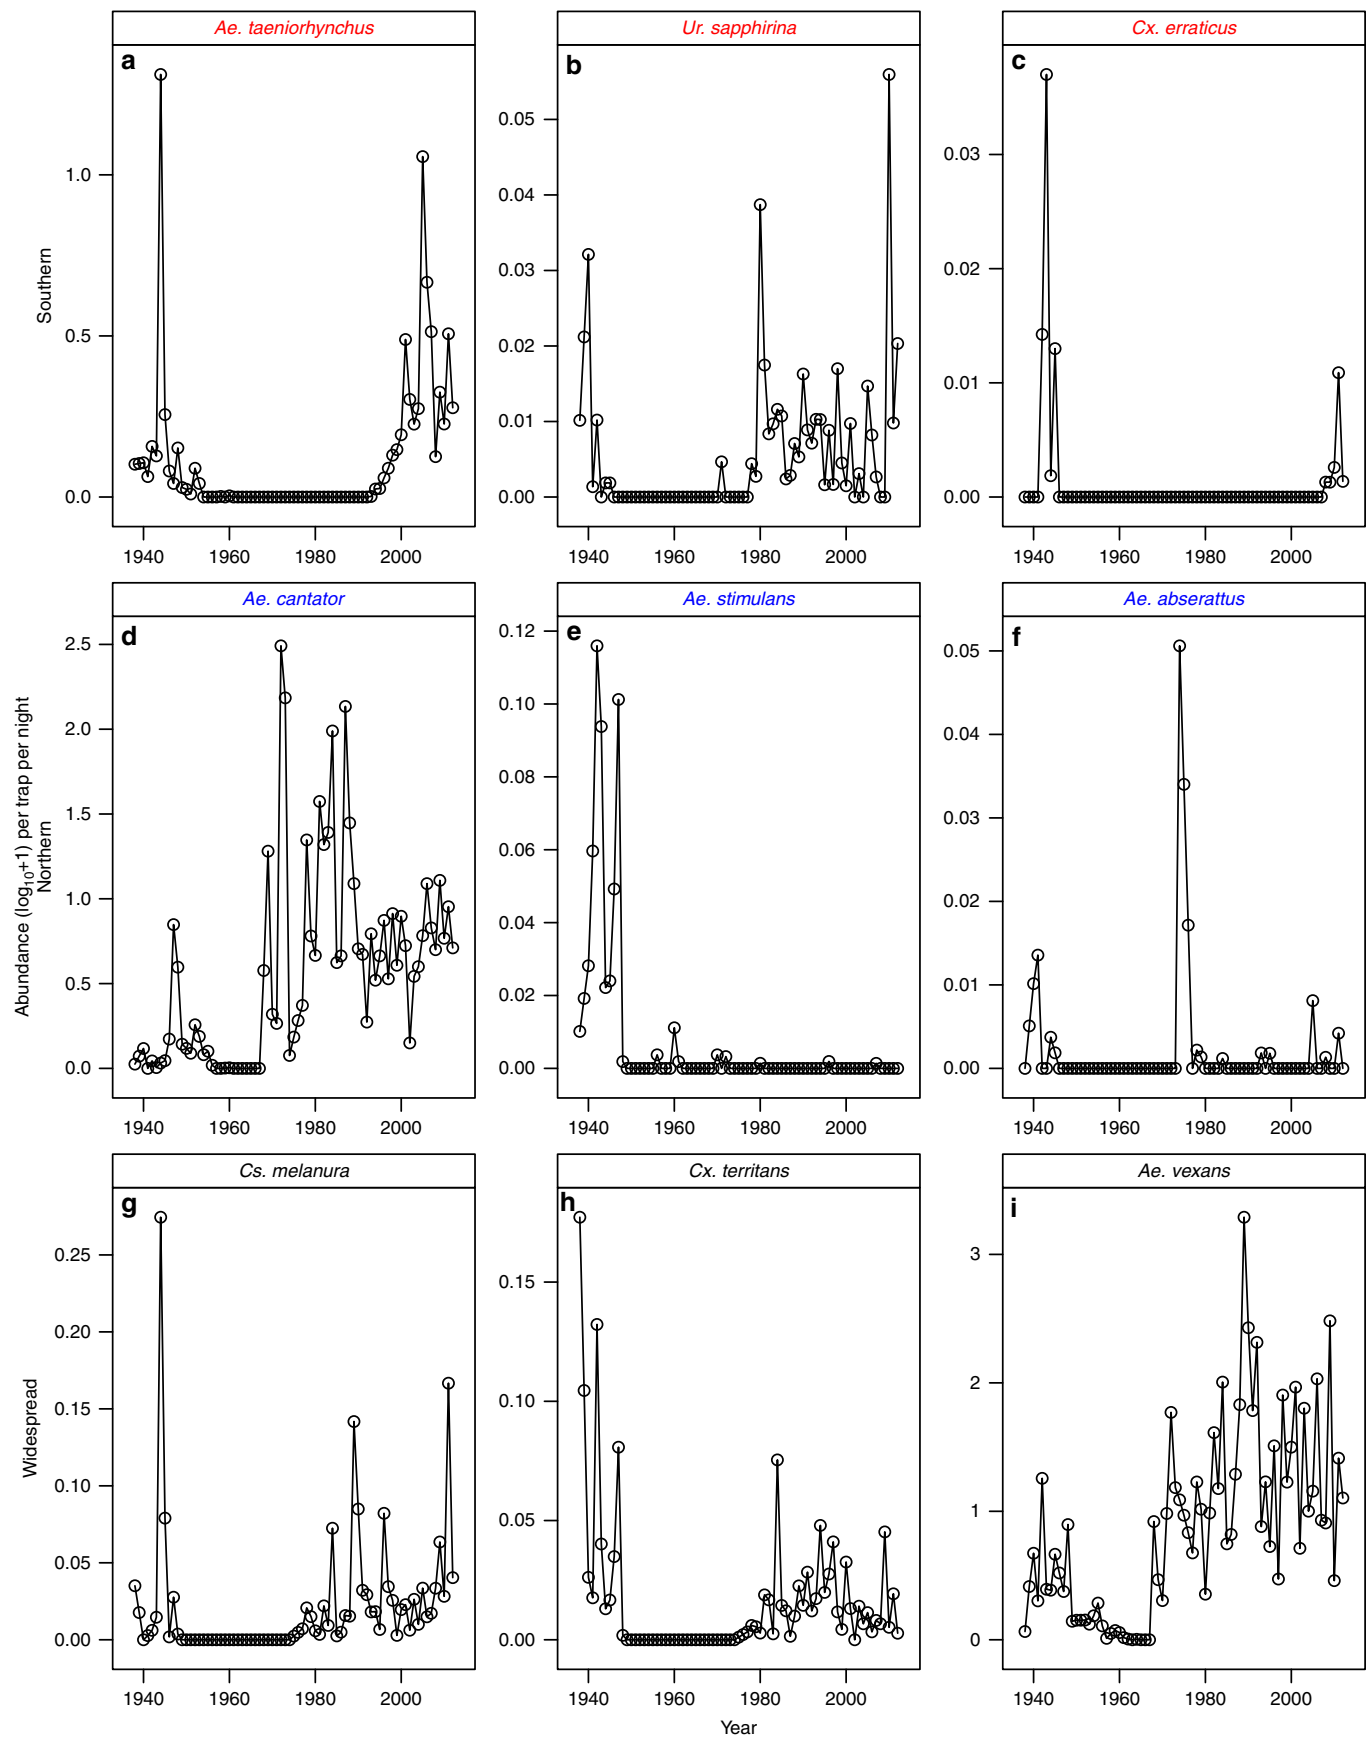 Ae. taeniorhynchus
Ur. sapphirina
Cx. erraticus
a
b
c
Southern
1.0
0.5
0.0
0.05
0.04
0.03
0.02
0.01
0.00
0.03
0.02
0.01
0.00
1940 1960 1980 2000
1940 1960 1980 2000
1940 1960 1980 2000
Ae. cantator
Ae. stimulans
Ae. abserattus
d
e
f
Abundance (log10+1) per trap per night
Northern
2.5
2.0
1.5
1.0
0.5
0.0
0.12
0.10
0.08
0.06
0.04
0.02
0.00
0.05
0.04
0.03
0.02
0.01
0.00
1940 1960 1980 2000
1940 1960 1980 2000
1940 1960 1980 2000
Cs. melanura
Cx. territans
Ae. vexans
g
h
i
Widespread
0.25
0.20
0.15
0.10
0.05
0.00
0.15
0.10
0.05
0.00
3
2
1
0
1940 1960 1980 2000
1940 1960 1980 2000
1940 1960 1980 2000
Year